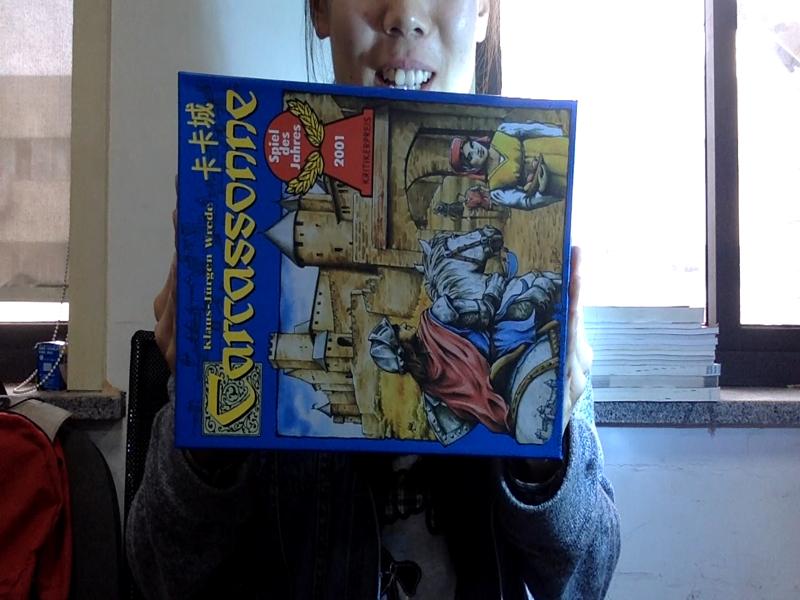 卡卡城
Klaus-Jürgen Wrede
Carcassonne
Spiel
des
Jahres
2001
KRITIKERPREIS